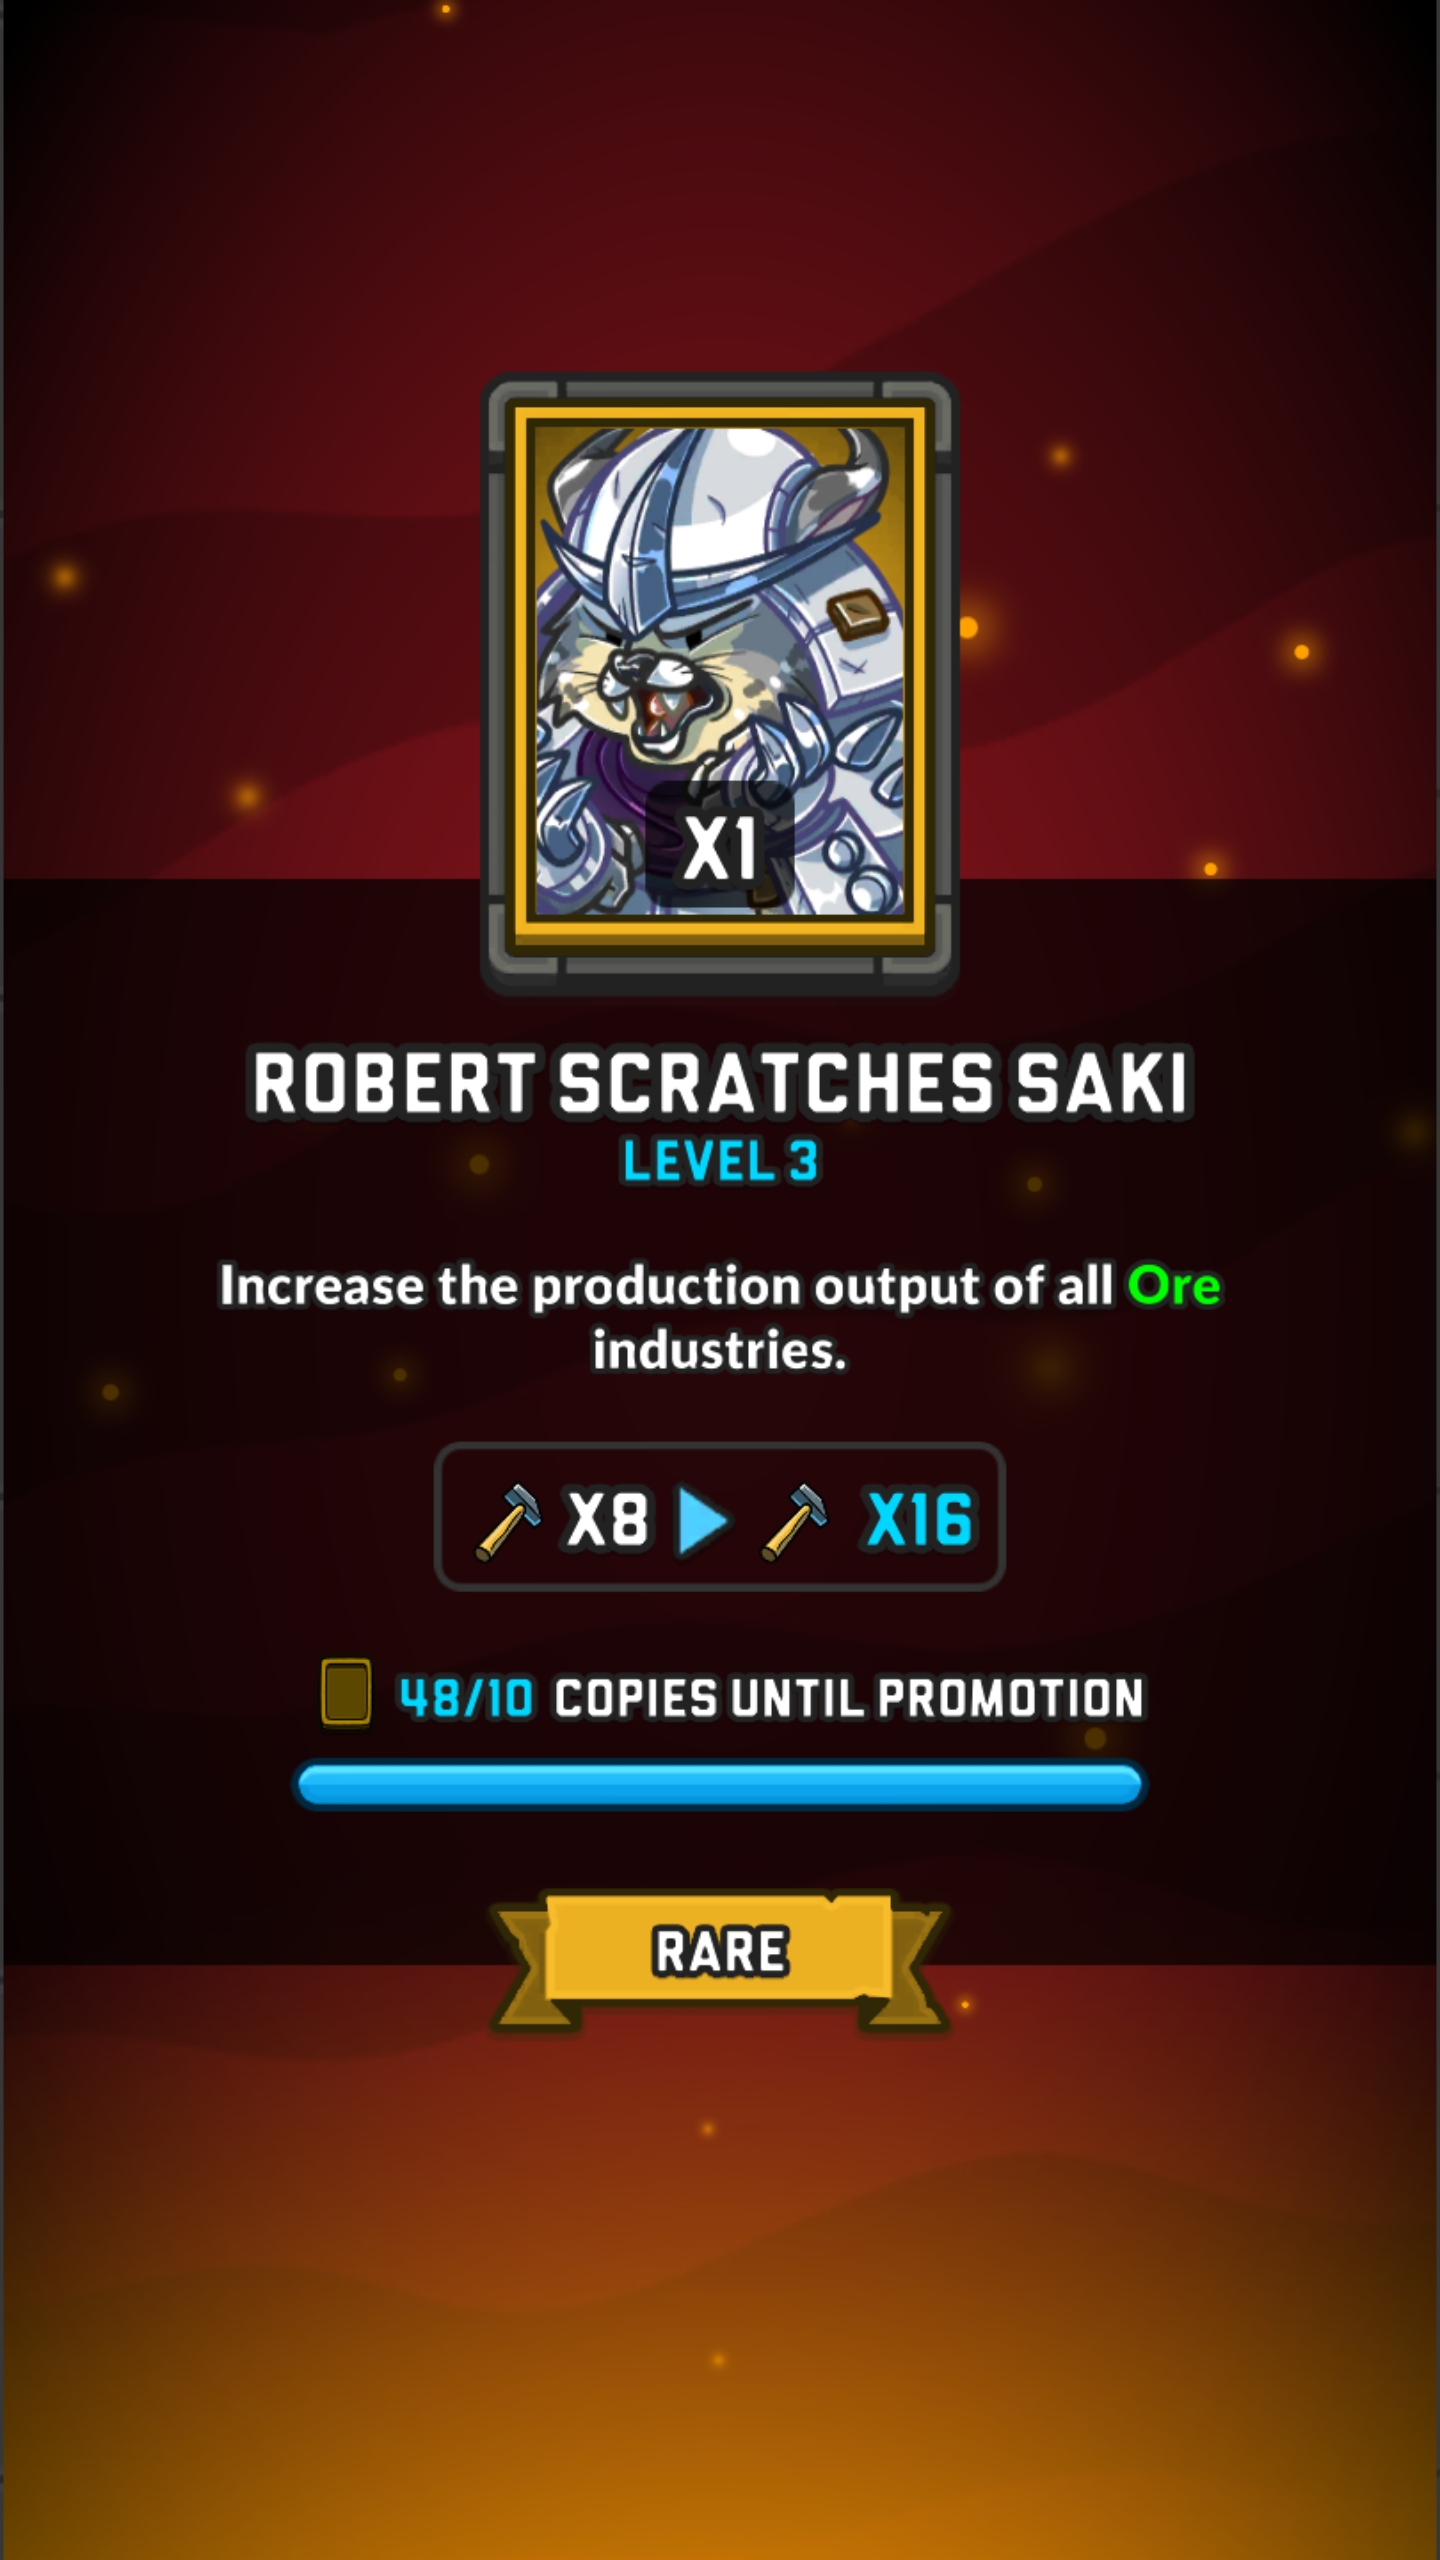 X1
ROBERT SCRATCHES SAKI
LEVEL 3
Increase the production output of all Ore
industries.
X8 X16
48/10 COPIES UNTIL PROMOTION
RARE